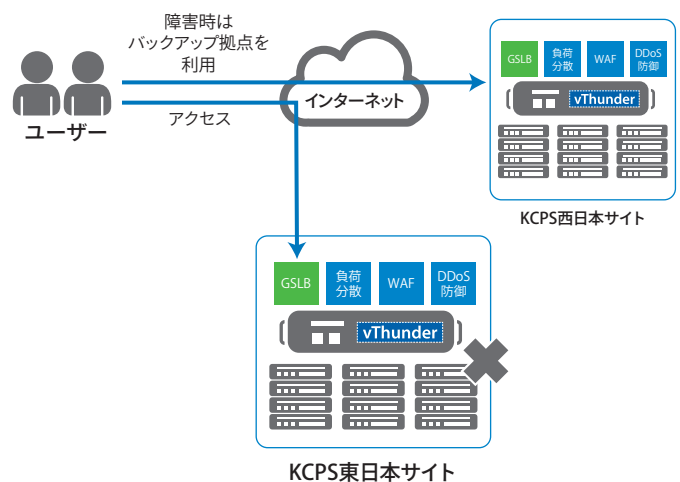 障害時は
バックアップ拠点を
利用
アクセス
ユーザー
インターネット
GSLB
負荷
分散
WAF
DDoS
防御
vThunder
KCPS西日本サイト
GSLB
負荷
分散
WAF
DDoS
防御
vThunder
KCPS東日本サイト